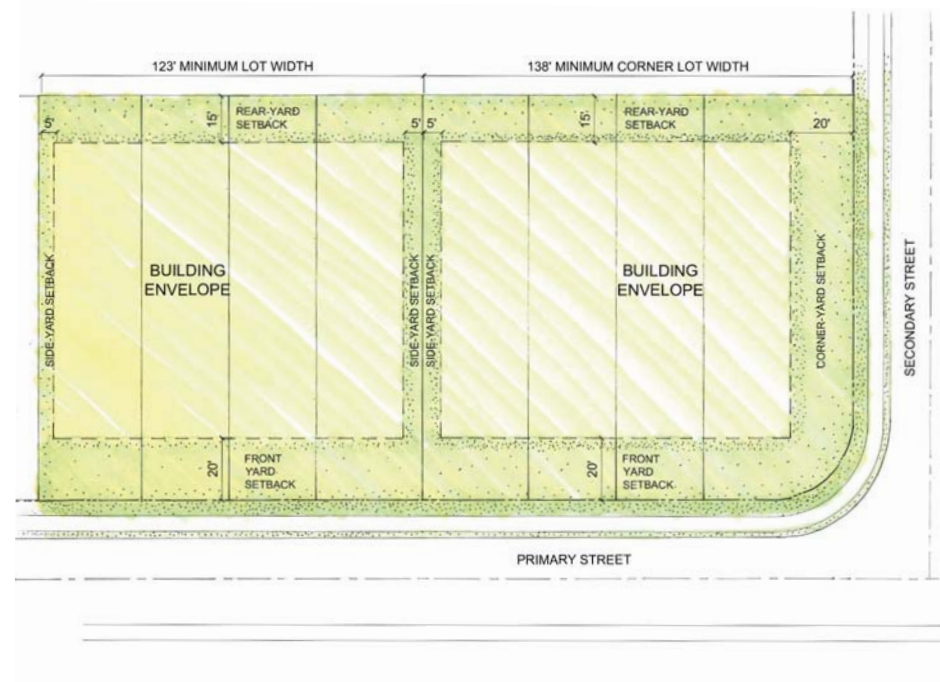 123' MINIMUM LOT WIDTH
138' MINIMUM CORNER LOT WIDTH
5'
15'
REAR-YARD
SETBACK
5'
5'
15'
REAR-YARD
SETBACK
20'
SIDE-YARD SETBACK
BUILDING
ENVELOPE
SIDE-YARD SETBACK
SIDE-YARD SETBACK
BUILDING
ENVELOPE
CORNER-YARD SETBACK
SECONDARY STREET
20'
FRONT
YARD
SETBACK
20'
FRONT
YARD
SETBACK
PRIMARY STREET